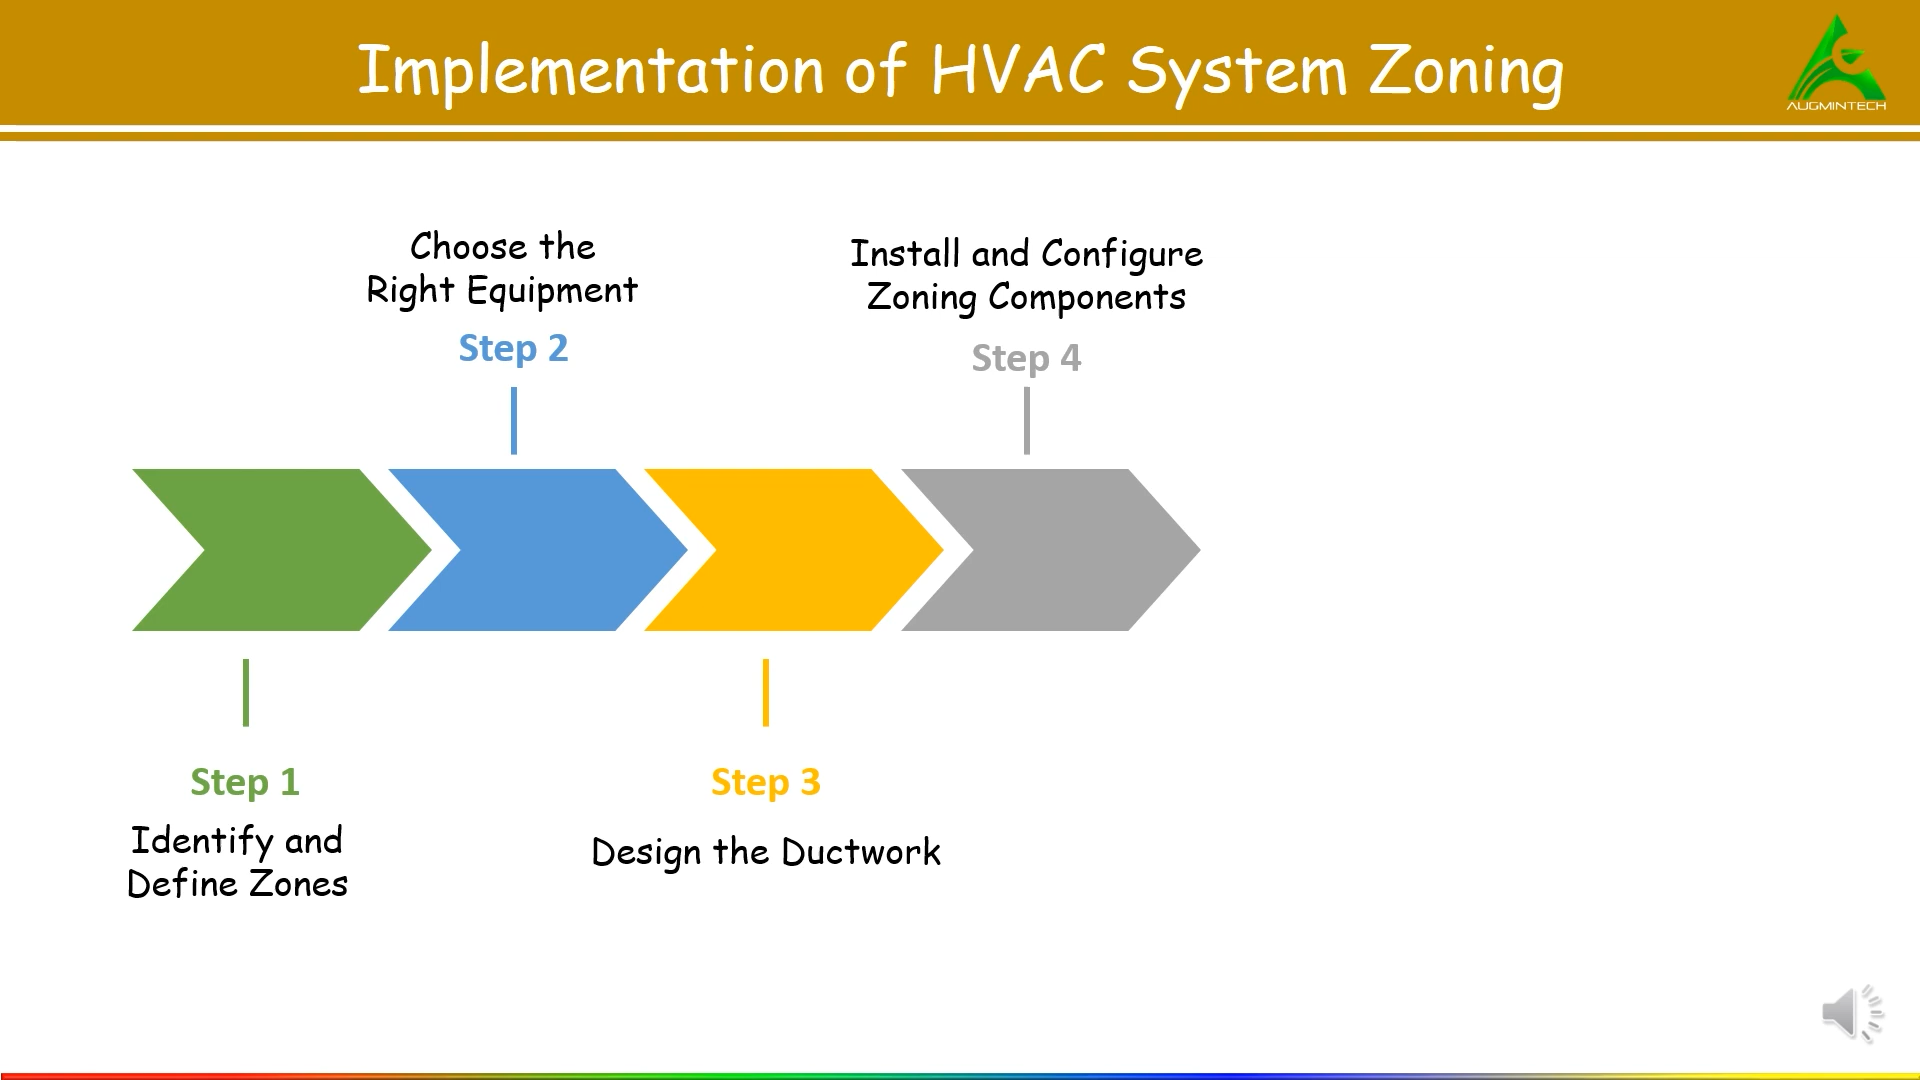 Implementation of HVAC System Zoning
AUGMINTECH
Choose the
Right Equipment
Step 2
Install and Configure
Zoning Components
Step 4
Step 1
Identify and
Define Zones
Step 3
Design the Ductwork